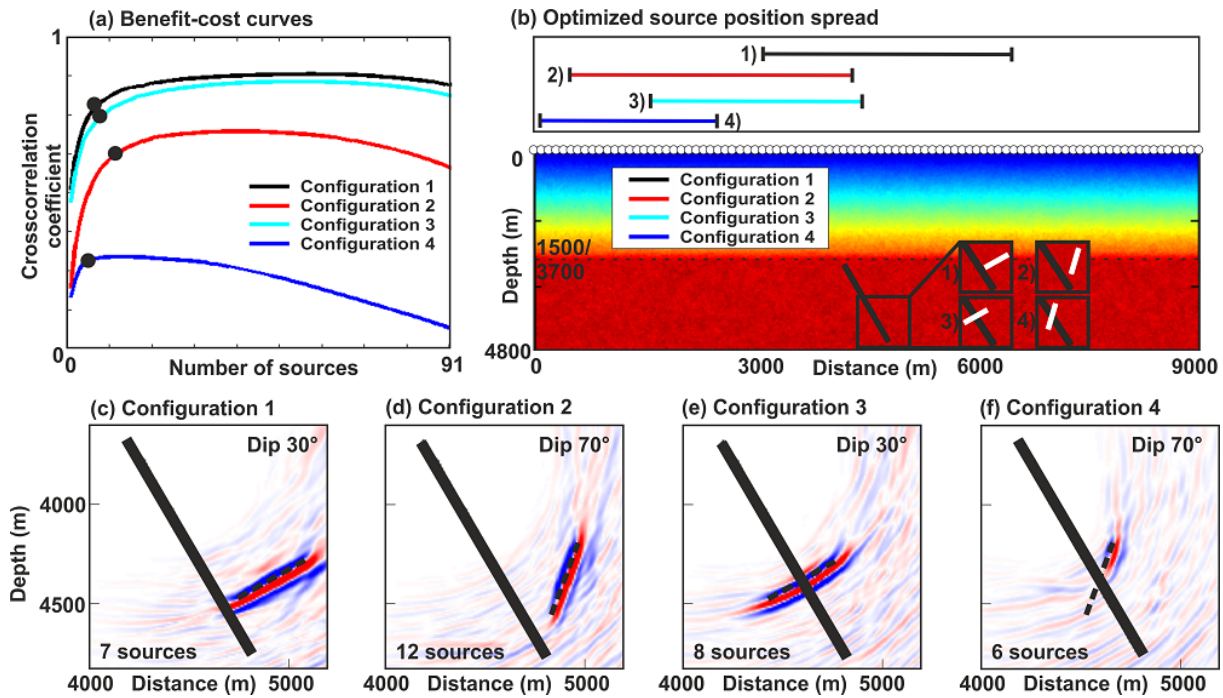 (a) Benefit-cost curves
1
Crosscorrelation
coefficient
Configuration 1
Configuration 2
Configuration 3
Configuration 4
0
Number of sources
91
(b) Optimized source position spread
1)
2)
3)
4)
0
Configuration 1
Configuration 2
Configuration 3
Configuration 4
1500/
3700
Depth (m)
1)
2)
3)
4)
4800
0
3000
Distance (m)
6000
9000
(c) Configuration 1
Dip 30°
4000
Depth (m)
4500
7 sources
4000
Distance (m)
5000
(d) Configuration 2
Dip 70°
12 sources
4000
Distance (m)
5000
(e) Configuration 3
Dip 30°
8 sources
4000
Distance (m)
5000
(f) Configuration 4
Dip 70°
6 sources
4000
Distance (m)
5000